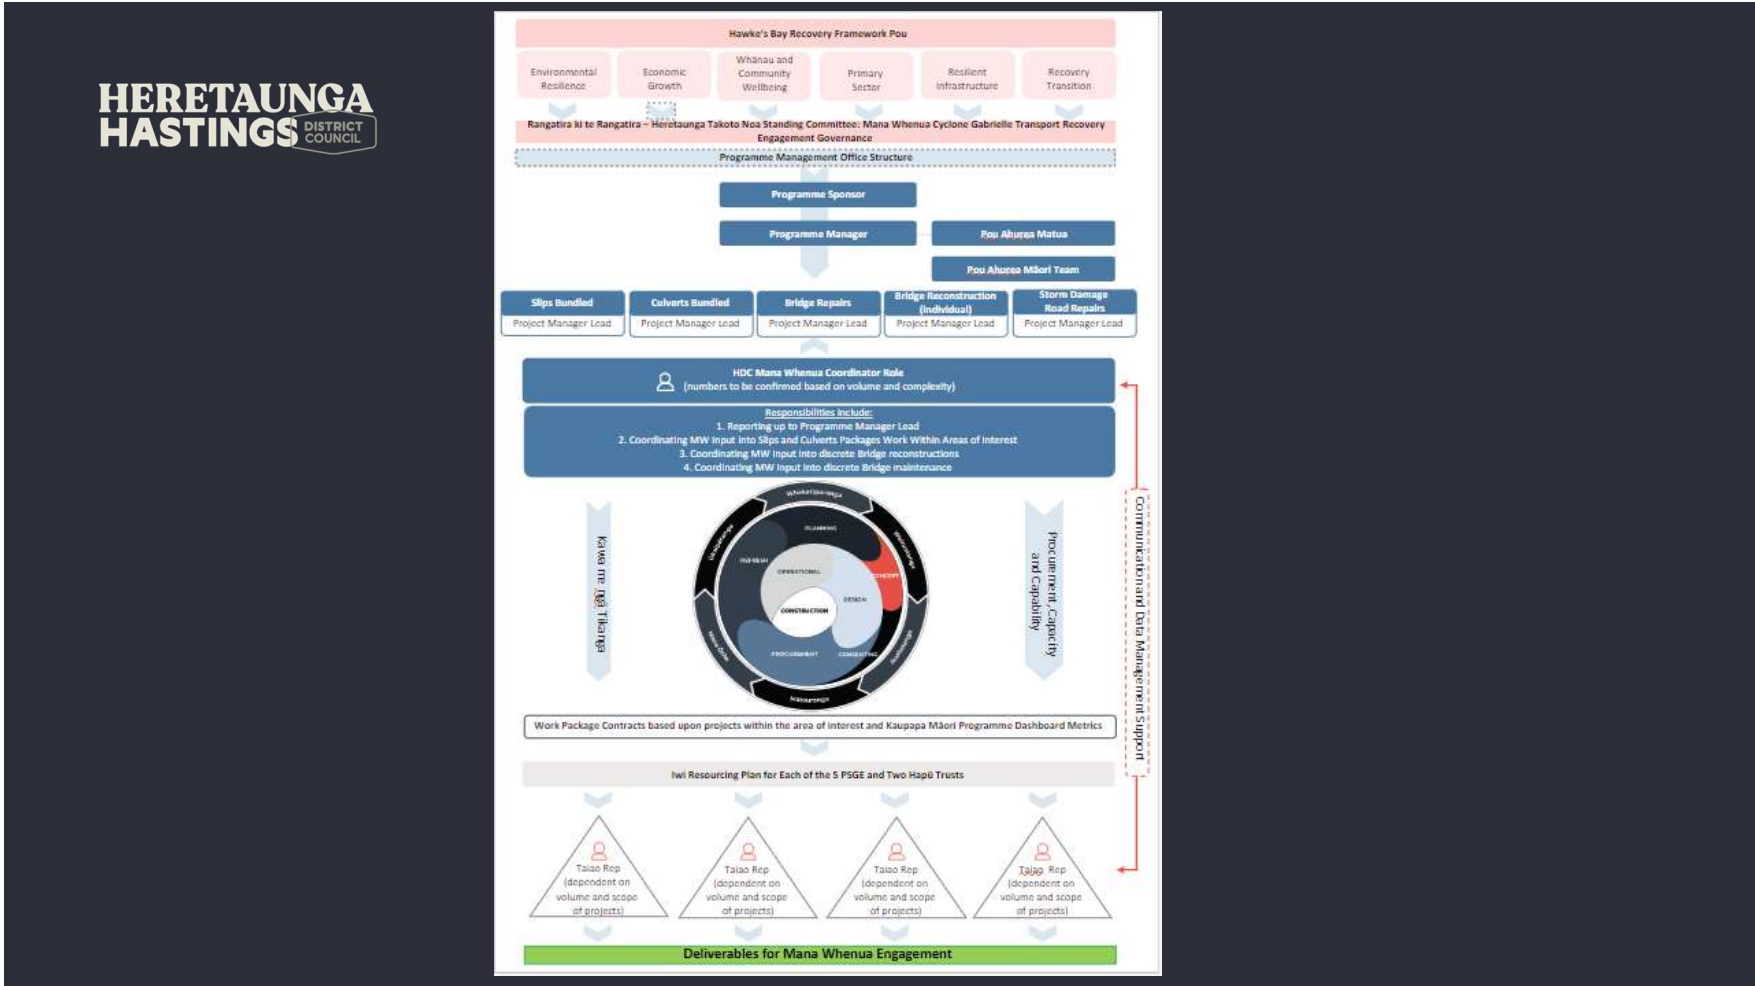 HERETAUNGA
HASTINGS DISTRICT
COUNCIL
Hawke's Bay Recovery Framework Pou
Environmental
Resilience
Economic
Growth
Whānau and
Community
Wellbeing
Primary
Sector
Resilient
Infrastructure
Recovery
Transition
Rangatira ki te Rangatira – Heretaunga Takoto Noa Standing Committee: Mana Whenua Cyclone Gabrielle Transport Recovery
Engagement Governance
Programme Management Office Structure
Programme Sponsor
Programme Manager
Pou Ahurea Matua
Pou Ahurea Māori Team
Slips Bundled
Project Manager Lead
Culverts Bundled
Project Manager Lead
Bridge Repairs
Project Manager Lead
Bridge Reconstruction
(Individual)
Project Manager Lead
Storm Damage
Road Repairs
Project Manager Lead
HDC Mana Whenua Coordinator Role
(numbers to be confirmed based on volume and complexity)
Responsibilities Include:
1. Reporting up to Programme Manager Lead
2. Coordinating MW Input into Slips and Culverts Packages Work Within Areas of Interest
3. Coordinating MW Input into discrete Bridge reconstructions
4. Coordinating MW Input into discrete Bridge maintenance
Kawa me ngā Tikanga
PLANNING
REFRESH
CONCEPT
OPERATIONAL
DESIGN
CONSTRUCTION
PROCUREMENT
CONSENTING
Procurement, Capacity
and Capability
Communication and Data Management Support
Work Package Contracts based upon projects within the area of interest and Kaupapa Māori Programme Dashboard Metrics
Iwi Resourcing Plan for Each of the 5 PSGE and Two Hapū Trusts
Taiao Rep
(dependent on
volume and scope
of projects)
Taiao Rep
(dependent on
volume and scope
of projects)
Taiao Rep
(dependent on
volume and scope
of projects)
Taiao Rep
(dependent on
volume and scope
of projects)
Deliverables for Mana Whenua Engagement